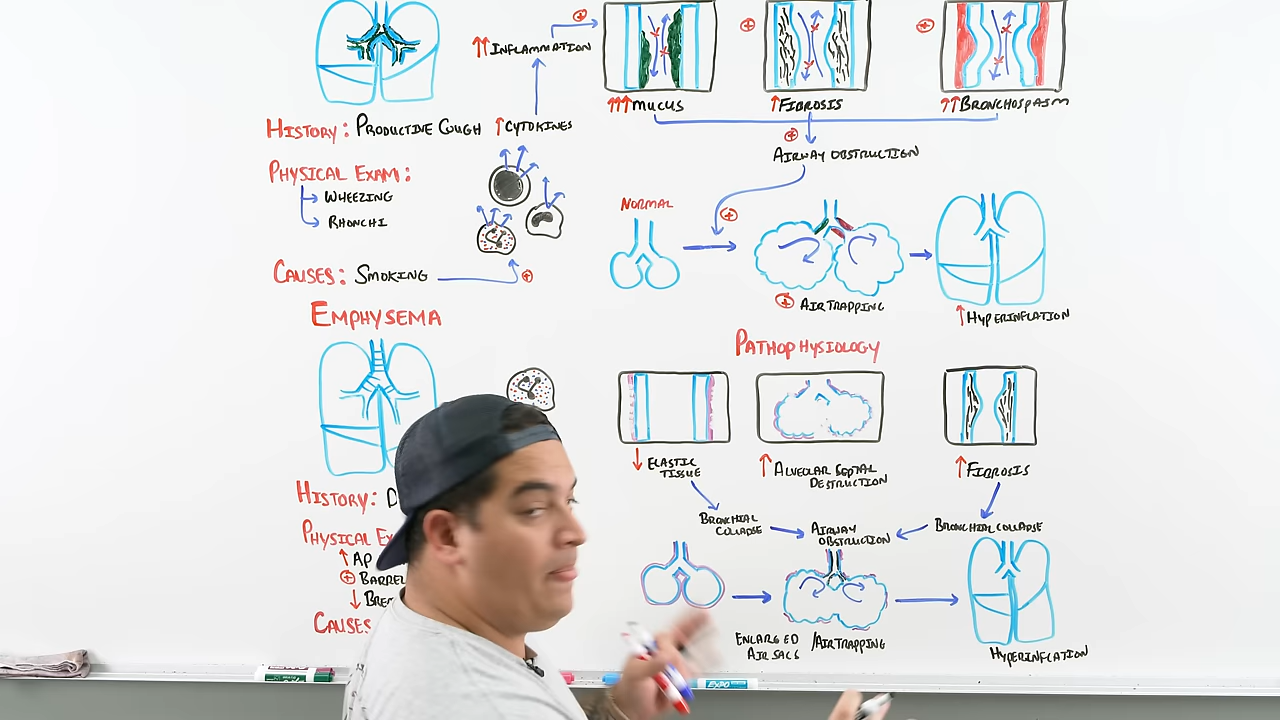 ↑↑ INFLAMMATION
↑↑↑ MUCUS
↑ FIBROSIS
↑↑ BRONCHOSPASM
HISTORY: PRODUCTIVE COUGH
↑ CYTOKINES
AIRWAY OBSTRUCTION
PHYSICAL EXAM:
WHEEZING
RHONCHI
NORMAL
CAUSES: SMOKING
⊕ AIR TRAPPING
↑ HYPERINFLATION
EMPHYSEMA
PATHOPHYSIOLOGY
↓ ELASTIC
TISSUE
↑ ALVEOLAR SEPTAL
DESTRUCTION
↑ FIBROSIS
HISTORY: D
BRONCHIAL
COLLAPSE
AIRWAY
OBSTRUCTION
BRONCHIAL COLLAPSE
PHYSICAL EX
↑ AP
⊕ BARREL
↓ BRE
CAUSES
ENLARGED
AIR SACS
/AIR TRAPPING
HYPERINFLATION
EXPO